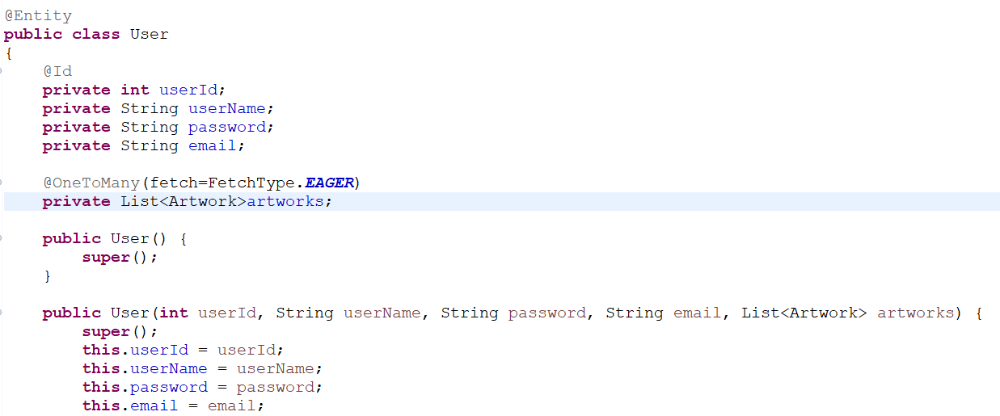 @Entity
public class User
{
    @Id
    private int userId;
    private String userName;
    private String password;
    private String email;

    @OneToMany(fetch=FetchType.EAGER)
    private List<Artwork>artworks;

    public User() {
        super();
    }

    public User(int userId, String userName, String password, String email, List<Artwork> artworks) {
        super();
        this.userId = userId;
        this.userName = userName;
        this.password = password;
        this.email = email;